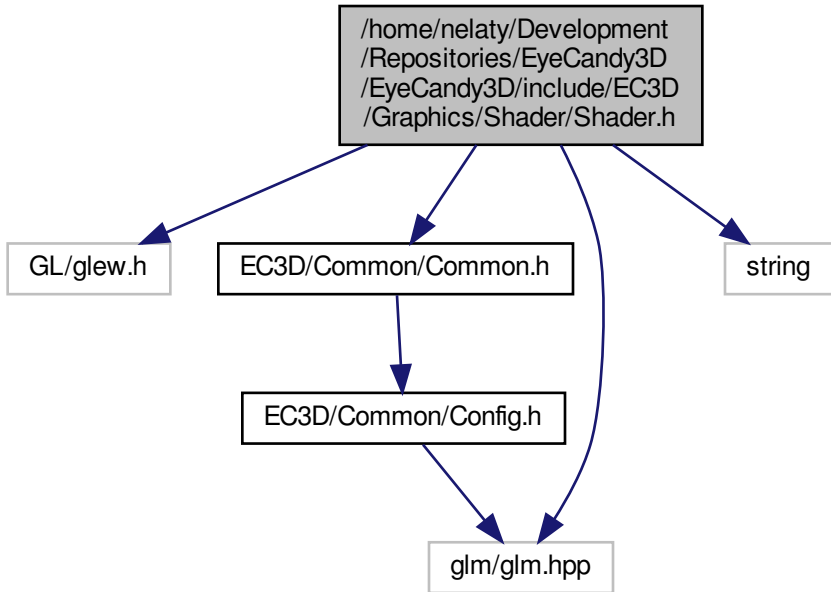 /home/nelaty/Development
/Repositories/EyeCandy3D
/EyeCandy3D/include/EC3D
/Graphics/Shader/Shader.h
GL/glew.h
EC3D/Common/Common.h
string
EC3D/Common/Config.h
glm/glm.hpp